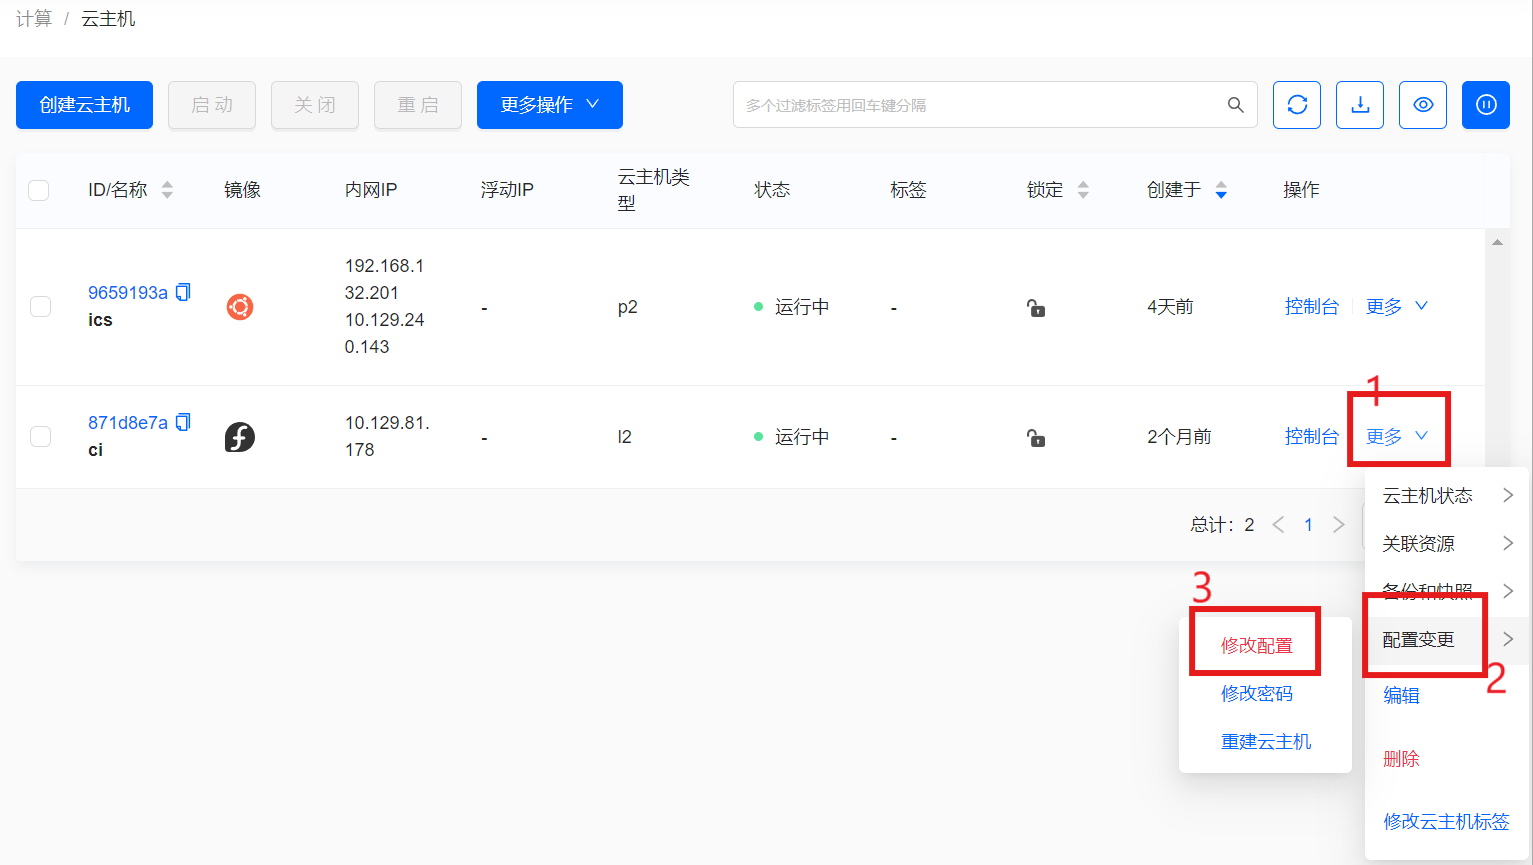 计算 / 云主机
创建云主机 启动 关闭 重启 更多操作 多个过滤标签用回车键分隔
ID/名称 镜像 内网IP 浮动IP 云主机类 状态 标签 锁定 创建于 操作
型
192.168.1
9659193a 32.201
ics 10.129.24 - p2 运行中 - 4天前 控制台 更多
0.143
1
871d8e7a 10.129.81.
ci 178 - l2 运行中 - 2个月前 控制台 更多
云主机状态
总计：2 < 1 >
关联资源
备份和快照
3
配置变更
修改配置
2
修改密码
编辑
重建云主机
删除
修改云主机标签